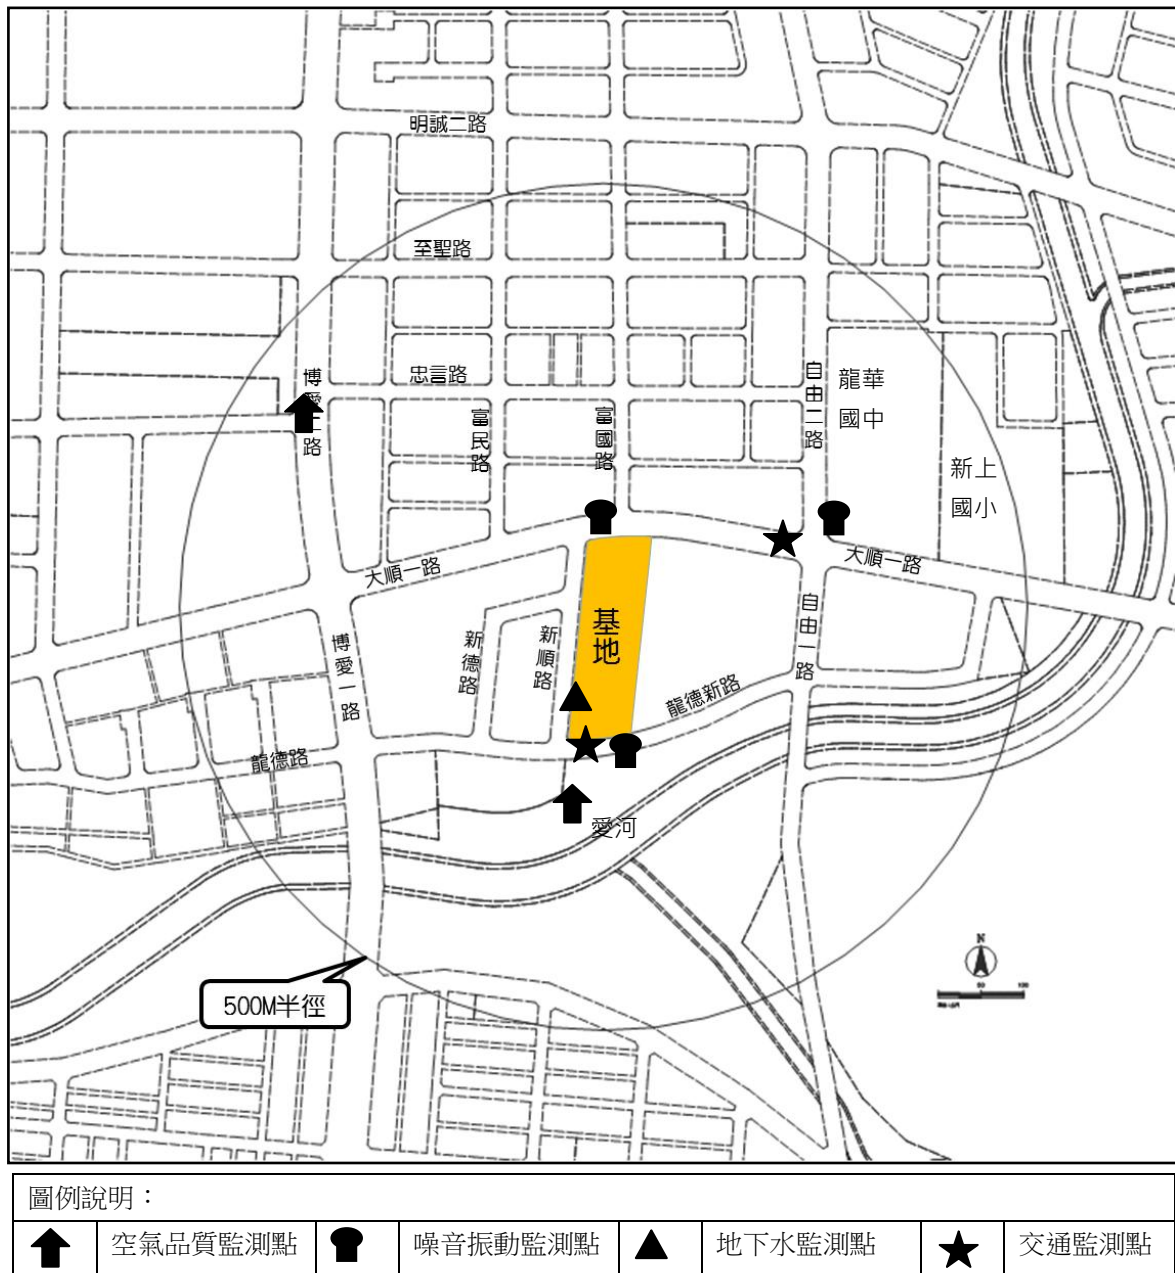 明誠二路
至聖路
忠言路
博愛二路
富民路
富國路
自由二路
龍華
國中
新上
國小
大順一路
大順一路
基地
自由一路
新順路
新德路
博愛一路
龍德新路
龍德路
愛河
N
500M半徑
圖例說明：
空氣品質監測點
噪音振動監測點
地下水監測點
交通監測點